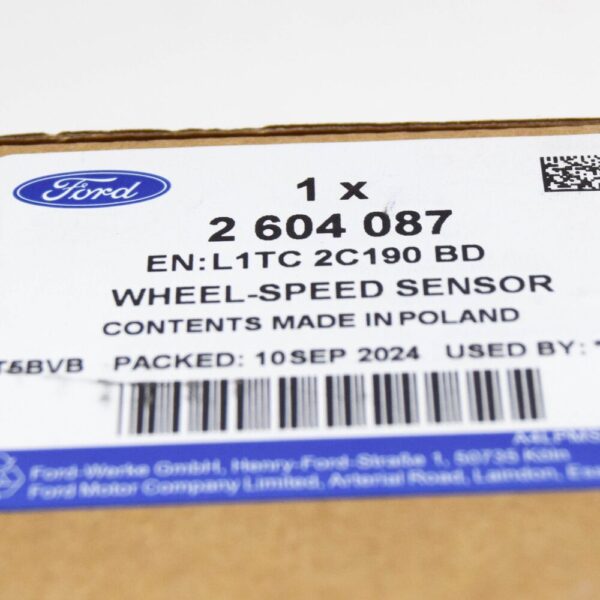 Ford
1 x
2 604 087
EN:L1TC 2C190 BD
WHEEL-SPEED SENSOR
CONTENTS MADE IN POLAND
PACKED: 10SEP 2024 USED BY:
Ford-Werke GmbH, Henry-Ford-Straße 1, 50735 Köln
Ford Motor Company Limited, Arterial Road, Laindon,